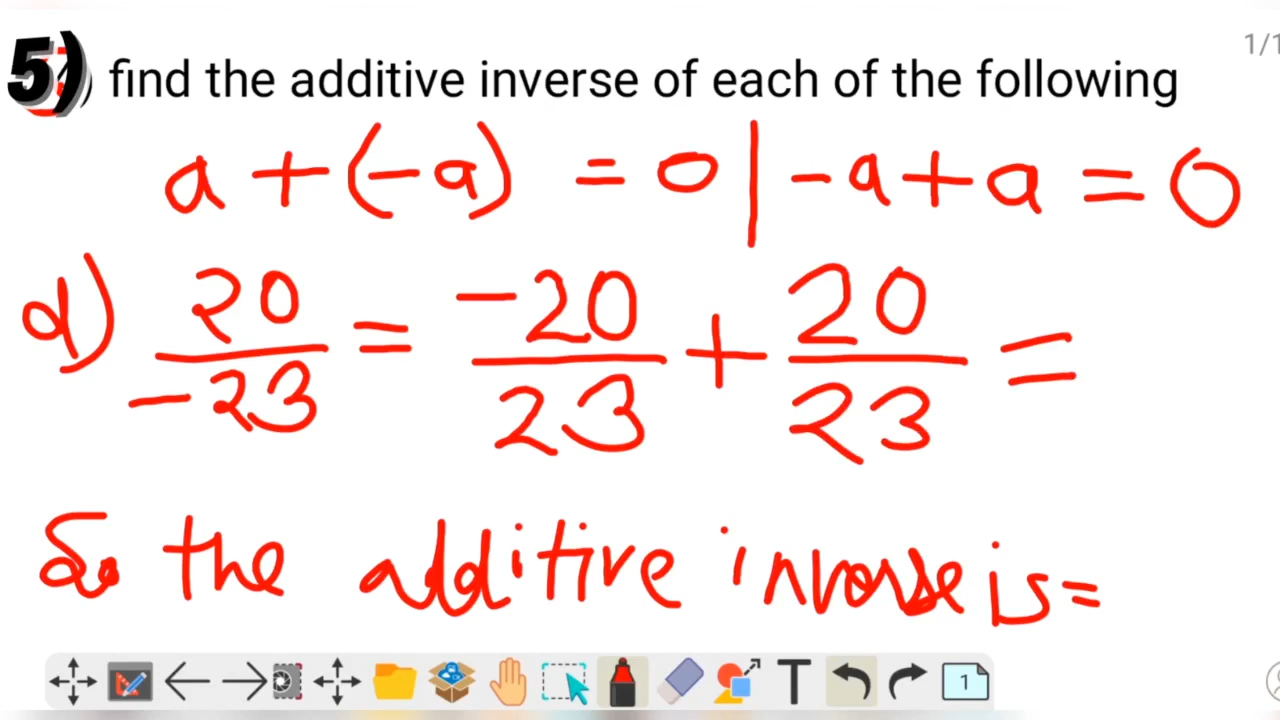 1/1
5) find the additive inverse of each of the following
a + (-a) = 0 | -a + a = 0
d) 20/-23 = -20/23 + 20/23 =
So the additive inverse is =
T 1